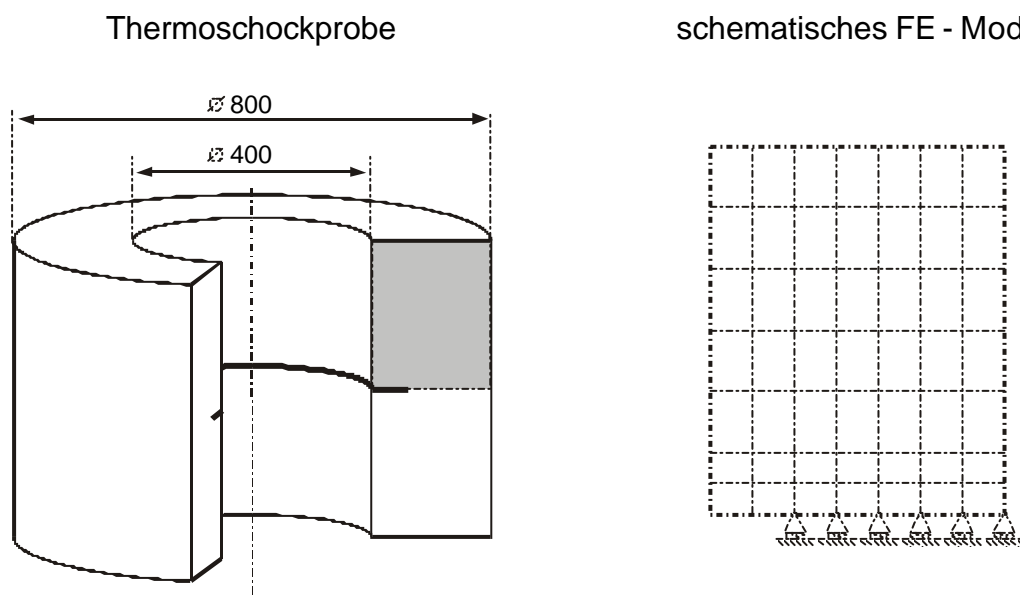 Thermoschockprobe
schematisches FE - Mod
⌀ 800
⌀ 400